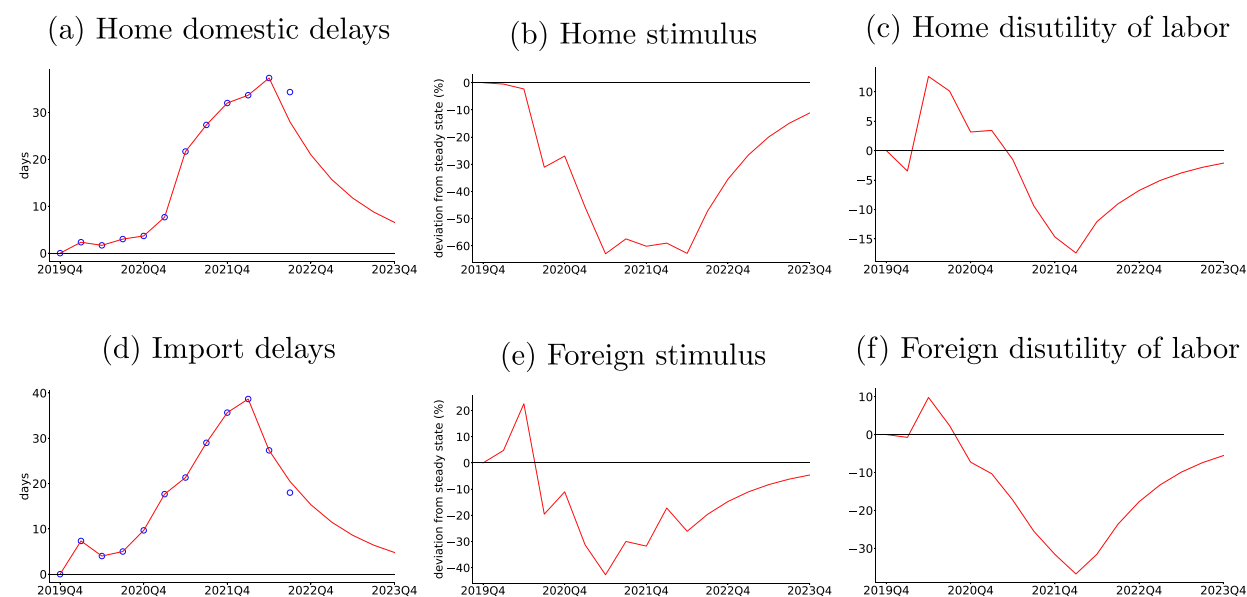 (a) Home domestic delays
(b) Home stimulus
(c) Home disutility of labor
days
30
20
10
0
2019Q4 2020Q4 2021Q4 2022Q4 2023Q4
deviation from steady state (%)
0
−10
−20
−30
−40
−50
−60
2019Q4 2020Q4 2021Q4 2022Q4 2023Q4
10
5
0
−5
−10
−15
2019Q4 2020Q4 2021Q4 2022Q4 2023Q4
(d) Import delays
(e) Foreign stimulus
(f) Foreign disutility of labor
days
40
30
20
10
0
2019Q4 2020Q4 2021Q4 2022Q4 2023Q4
deviation from steady state (%)
20
10
0
−10
−20
−30
−40
2019Q4 2020Q4 2021Q4 2022Q4 2023Q4
10
0
−10
−20
−30
2019Q4 2020Q4 2021Q4 2022Q4 2023Q4